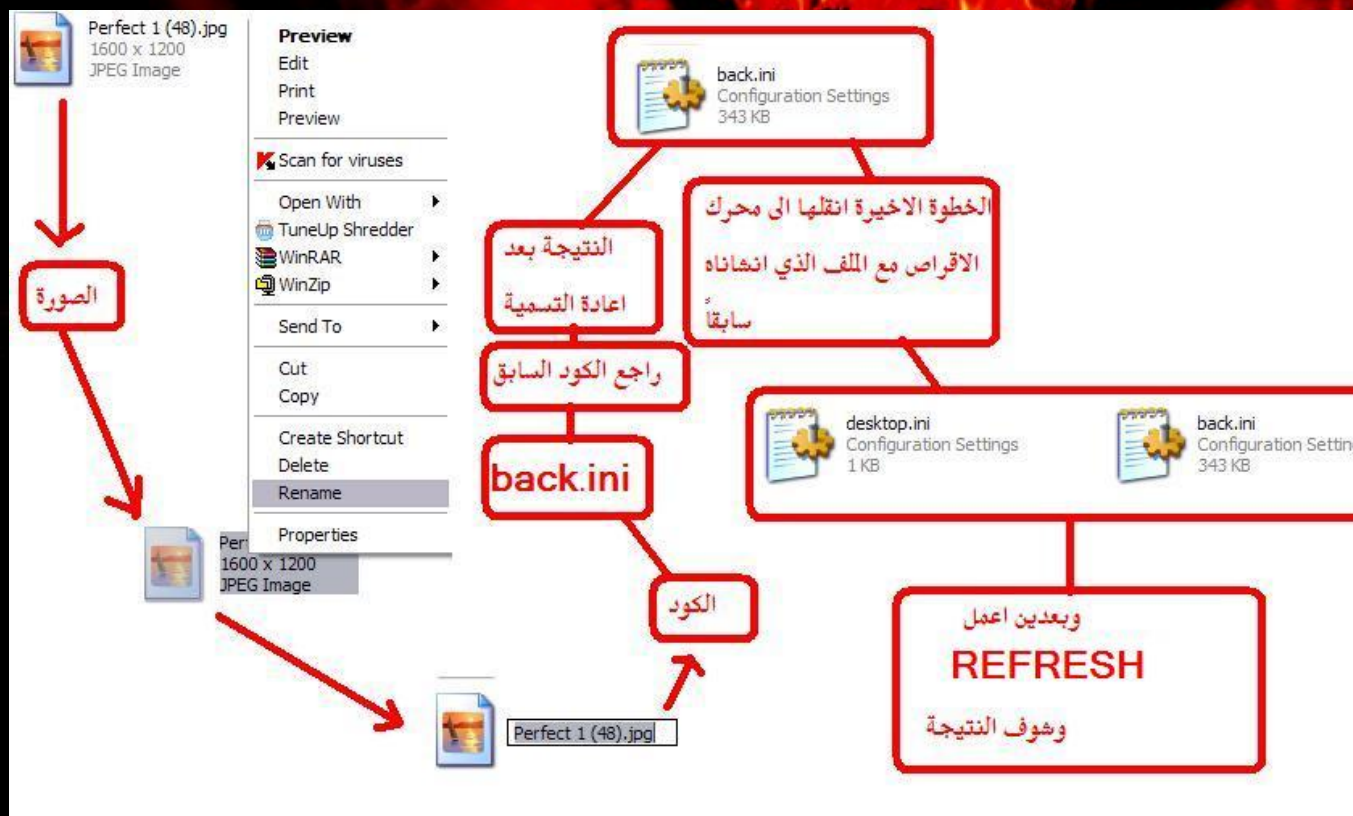 Perfect 1 (48).jpg
1600 x 1200
JPEG Image
Preview
Edit
Print
Preview
Scan for viruses
Open With
TuneUp Shredder
WinRAR
WinZip
Send To
Cut
Copy
Create Shortcut
Delete
Rename
Properties
الصورة
1600 x 1200
JPEG Image
Perfect 1 (48).jpg
الكود
back.ini
راجع الكود السابق
النتيجة بعد
اعادة التسمية
back.ini
Configuration Settings
343 KB
الخطوة الاخيرة انقلها الى محرك
الاقراص مع الملف الذي انشاناه
سابقاً
desktop.ini
Configuration Settings
1 KB
back.ini
Configuration Settin
343 KB
وبعدين اعمل
REFRESH
وشوف النتيجة